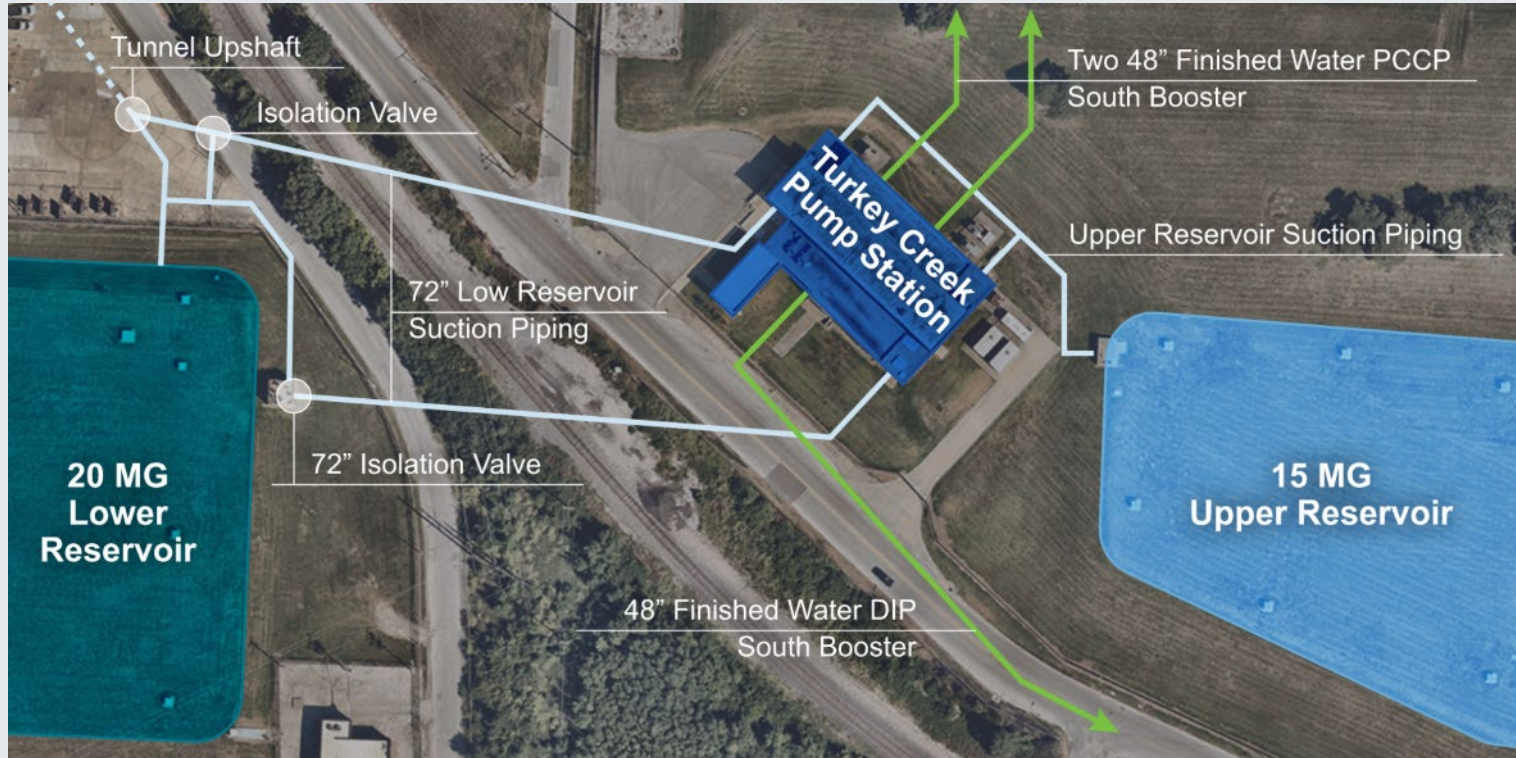 Tunnel Upshaft
Isolation Valve
Two 48” Finished Water PCCP
South Booster
Turkey Creek
Pump Station
Upper Reservoir Suction Piping
72” Low Reservoir
Suction Piping
72” Isolation Valve
20 MG
Lower
Reservoir
15 MG
Upper Reservoir
48” Finished Water DIP
South Booster